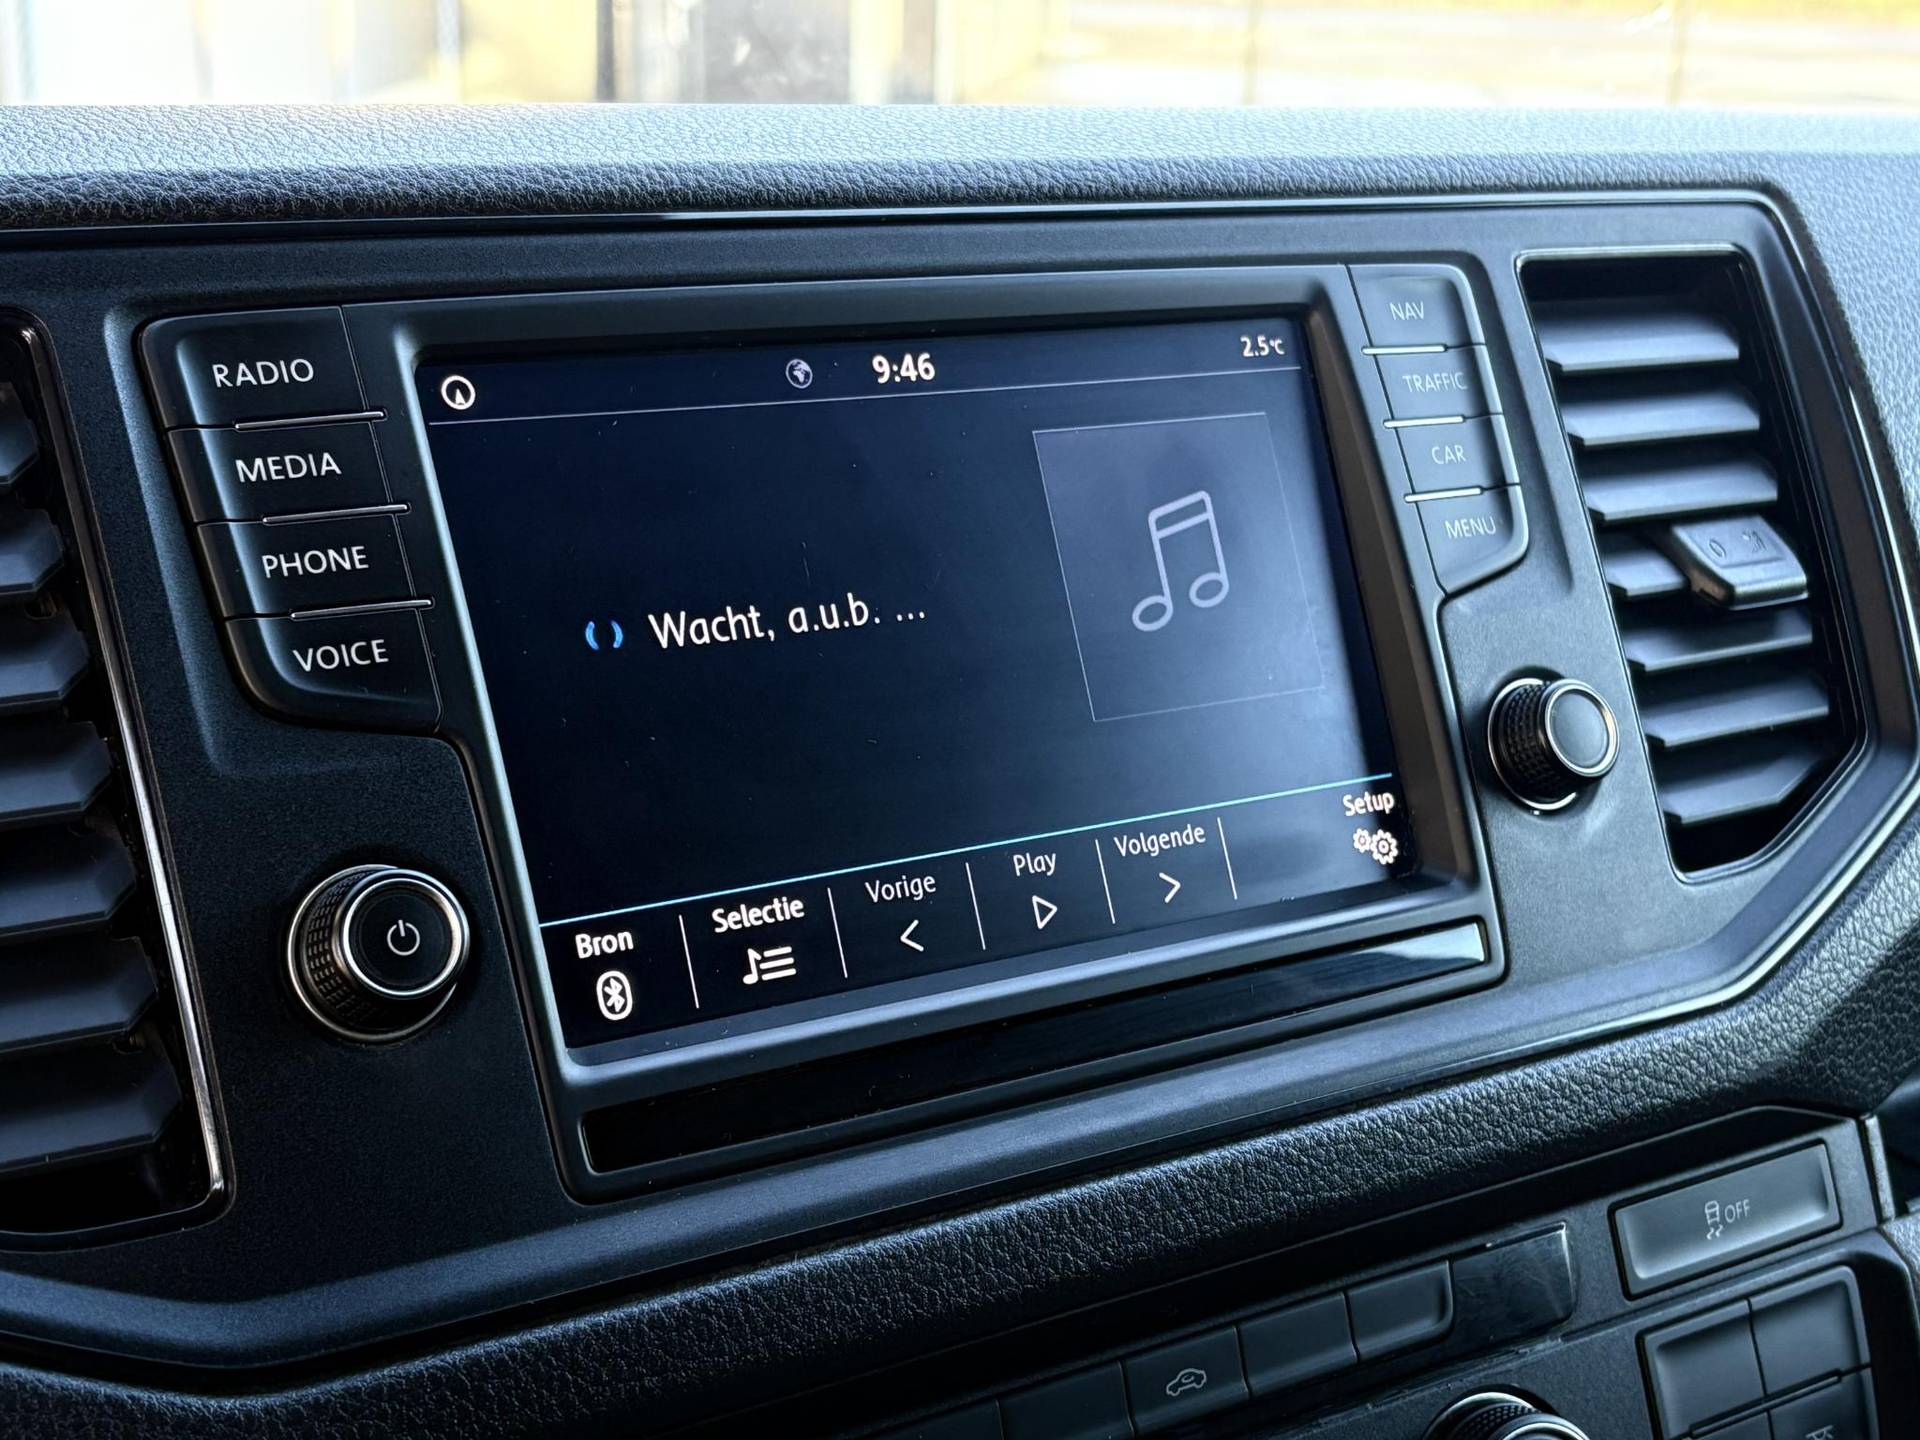 9:46
2.5°C
RADIO
MEDIA
PHONE
VOICE
NAV
TRAFFIC
CAR
MENU
Wacht, a.u.b. ...
Bron
Selectie
Vorige
Play
Volgende
Setup
OFF